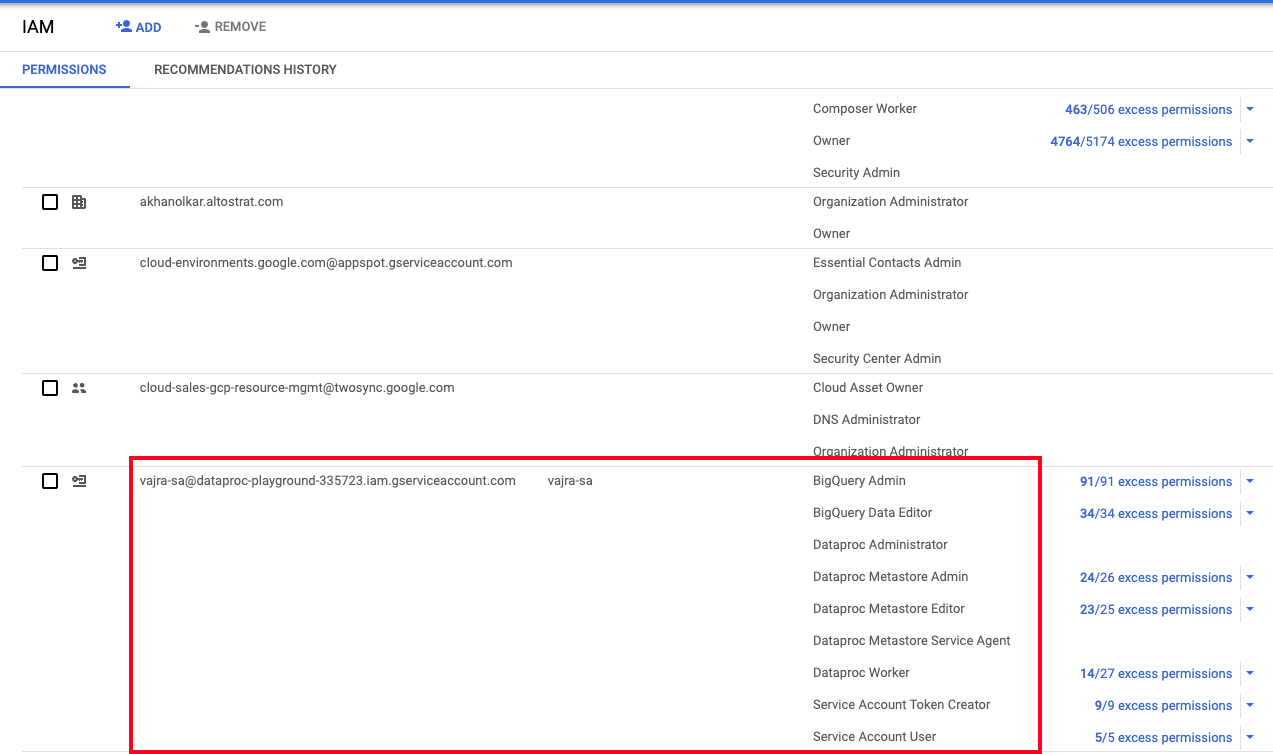 IAM ADD REMOVE
PERMISSIONS RECOMMENDATIONS HISTORY
Composer Worker 463/506 excess permissions
Owner 4764/5174 excess permissions
Security Admin
akhanolkar.altostrat.com Organization Administrator
Owner
cloud-environments.google.com@appspot.gserviceaccount.com Essential Contacts Admin
Organization Administrator
Owner
Security Center Admin
cloud-sales-gcp-resource-mgmt@twosync.google.com Cloud Asset Owner
DNS Administrator
Organization Administrator
vajra-sa@dataproc-playground-335723.iam.gserviceaccount.com vajra-sa BigQuery Admin 91/91 excess permissions
BigQuery Data Editor 34/34 excess permissions
Dataproc Administrator
Dataproc Metastore Admin 24/26 excess permissions
Dataproc Metastore Editor 23/25 excess permissions
Dataproc Metastore Service Agent
Dataproc Worker 14/27 excess permissions
Service Account Token Creator 9/9 excess permissions
Service Account User 5/5 excess permissions